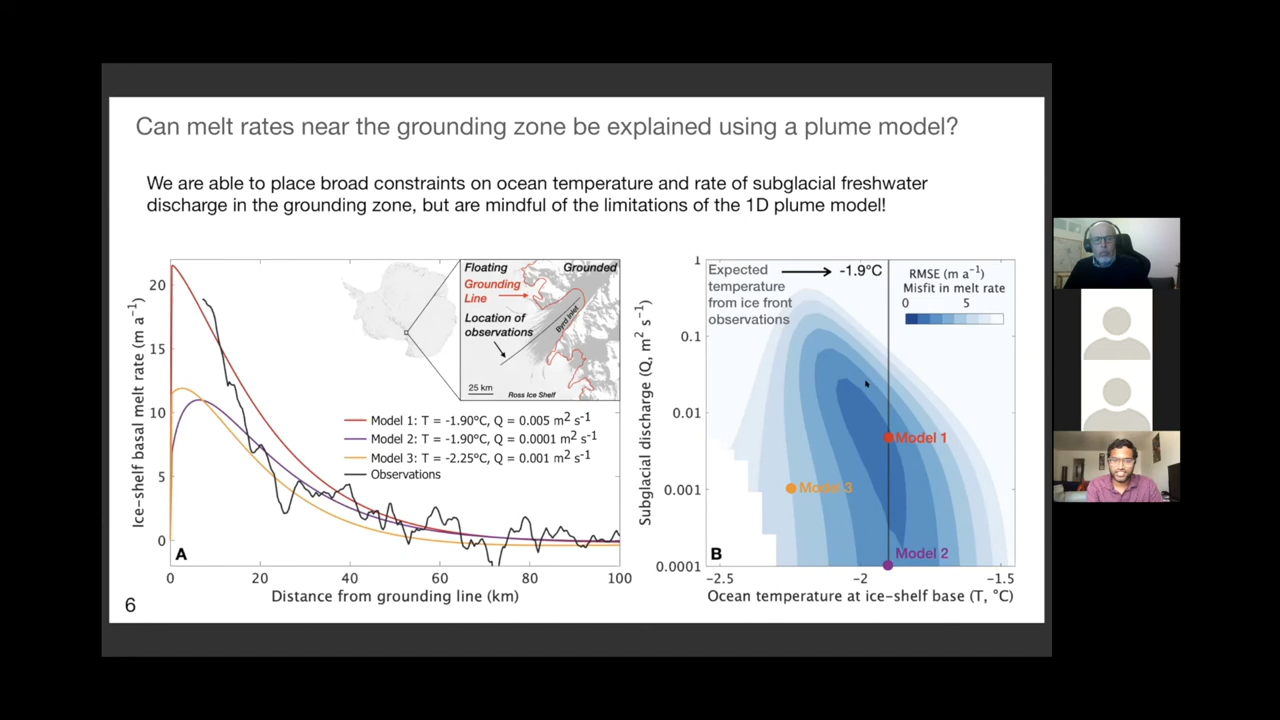 Can melt rates near the grounding zone be explained using a plume model?
We are able to place broad constraints on ocean temperature and rate of subglacial freshwater
discharge in the grounding zone, but are mindful of the limitations of the 1D plume model!
Ice-shelf basal melt rate (m a⁻¹)
20
15
10
5
0
Floating
Grounded
Grounding
Line
Location of
observations
Byrd Inlet
25 km
Ross Ice Shelf
Model 1: T = -1.90°C, Q = 0.005 m² s⁻¹
Model 2: T = -1.90°C, Q = 0.0001 m² s⁻¹
Model 3: T = -2.25°C, Q = 0.001 m² s⁻¹
Observations
A
0 20 40 60 80 100
Distance from grounding line (km)
6
Subglacial discharge (Q, m² s⁻¹)
1
0.1
0.01
0.001
0.0001
Expected
temperature
from ice front
observations
-1.9°C
RMSE (m a⁻¹)
Misfit in melt rate
0 5
Model 1
Model 3
Model 2
B
-2.5 -2 -1.5
Ocean temperature at ice-shelf base (T, °C)